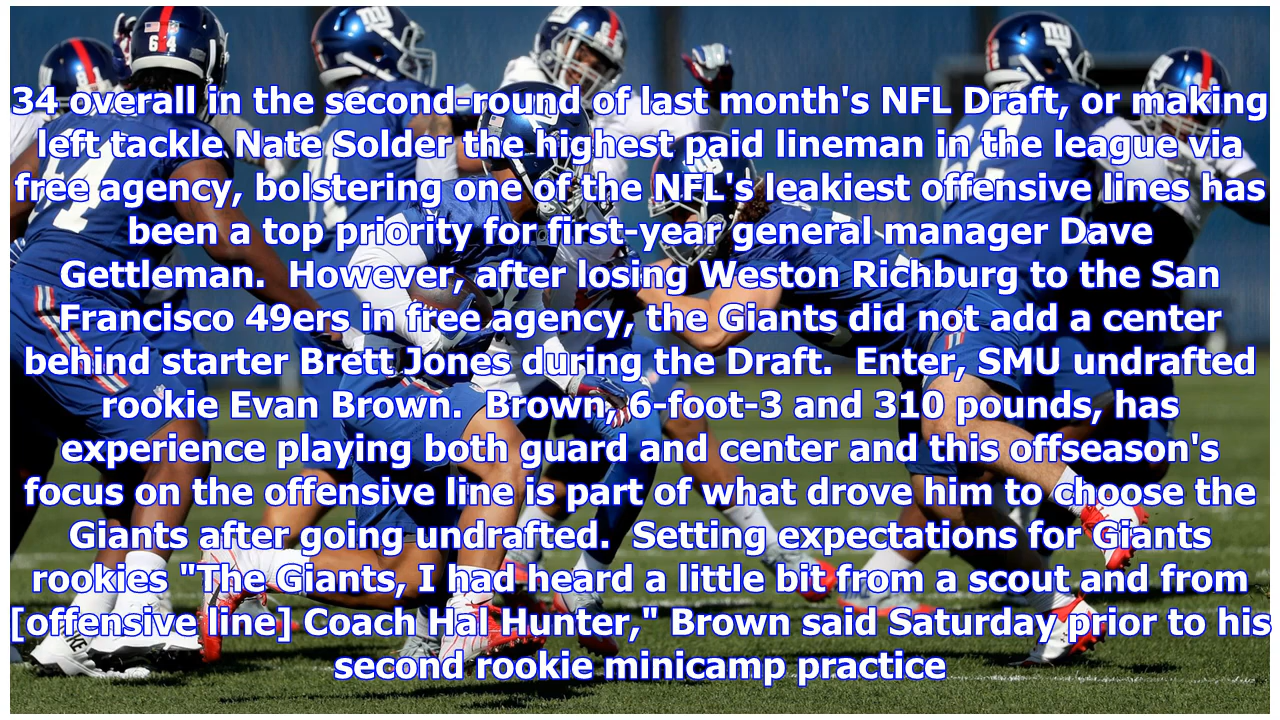 34 overall in the second-round of last month's NFL Draft, or making
left tackle Nate Solder the highest paid lineman in the league via
free agency, bolstering one of the NFL's leakiest offensive lines has
been a top priority for first-year general manager Dave
Gettleman.  However, after losing Weston Richburg to the San
Francisco 49ers in free agency, the Giants did not add a center
behind starter Brett Jones during the Draft.  Enter, SMU undrafted
rookie Evan Brown.  Brown, 6-foot-3 and 310 pounds, has
experience playing both guard and center and this offseason's
focus on the offensive line is part of what drove him to choose the
Giants after going undrafted.  Setting expectations for Giants
rookies "The Giants, I had heard a little bit from a scout and from
[offensive line] Coach Hal Hunter," Brown said Saturday prior to his
second rookie minicamp practice
64
ny
ny